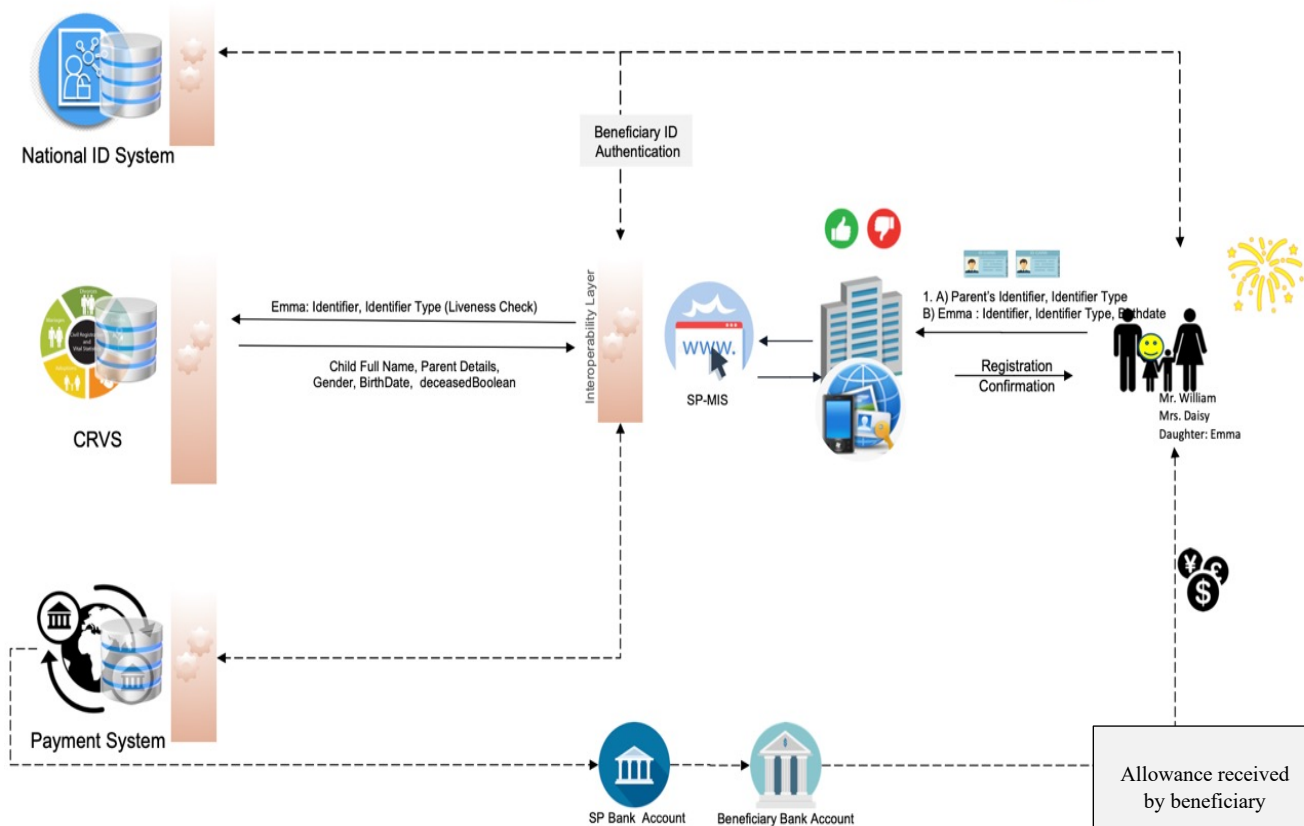 National ID System
Beneficiary ID
Authentication
Interoperability Layer
1. A) Parent's Identifier, Identifier Type
B) Emma : Identifier, Identifier Type, Birthdate
Emma: Identifier, Identifier Type (Liveness Check)
Child Full Name, Parent Details,
Gender, BirthDate, deceasedBoolean
CRVS
www.
SP-MIS
Registration
Confirmation
Mr. William
Mrs. Daisy
Daughter: Emma
¥
£
$
Payment System
SP Bank Account
Beneficiary Bank Account
Allowance received
by beneficiary